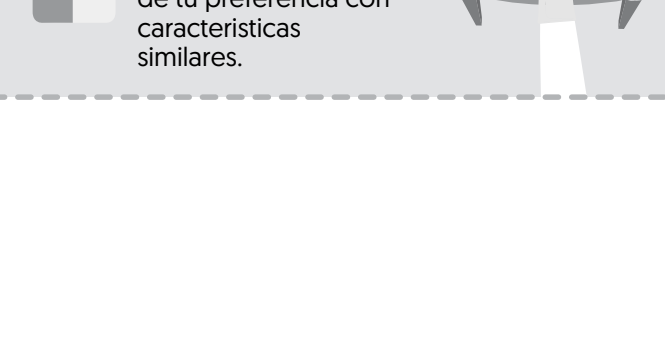 de tu preferencia con
caracteristicas
similares.